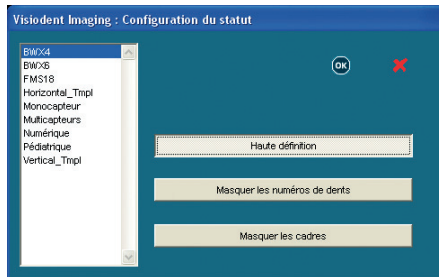 Visiodent Imaging : Configuration du statut
BWX4
BWX6
FMS18
Horizontal_Tmpl
Monocapteur
Multicapteurs
Numérique
Pédiatrique
Vertical_Tmpl
OK
Haute définition
Masquer les numéros de dents
Masquer les cadres